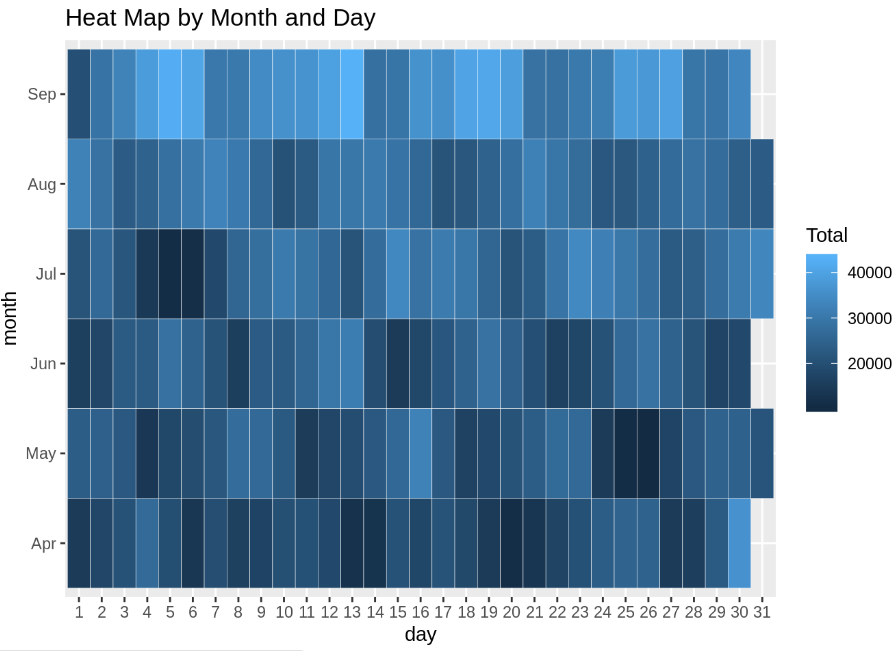 Heat Map by Month and Day
Sep
Aug
Jul
Jun
May
Apr
month
1 2 3 4 5 6 7 8 9 10 11 12 13 14 15 16 17 18 19 20 21 22 23 24 25 26 27 28 29 30 31
day
Total
40000
30000
20000